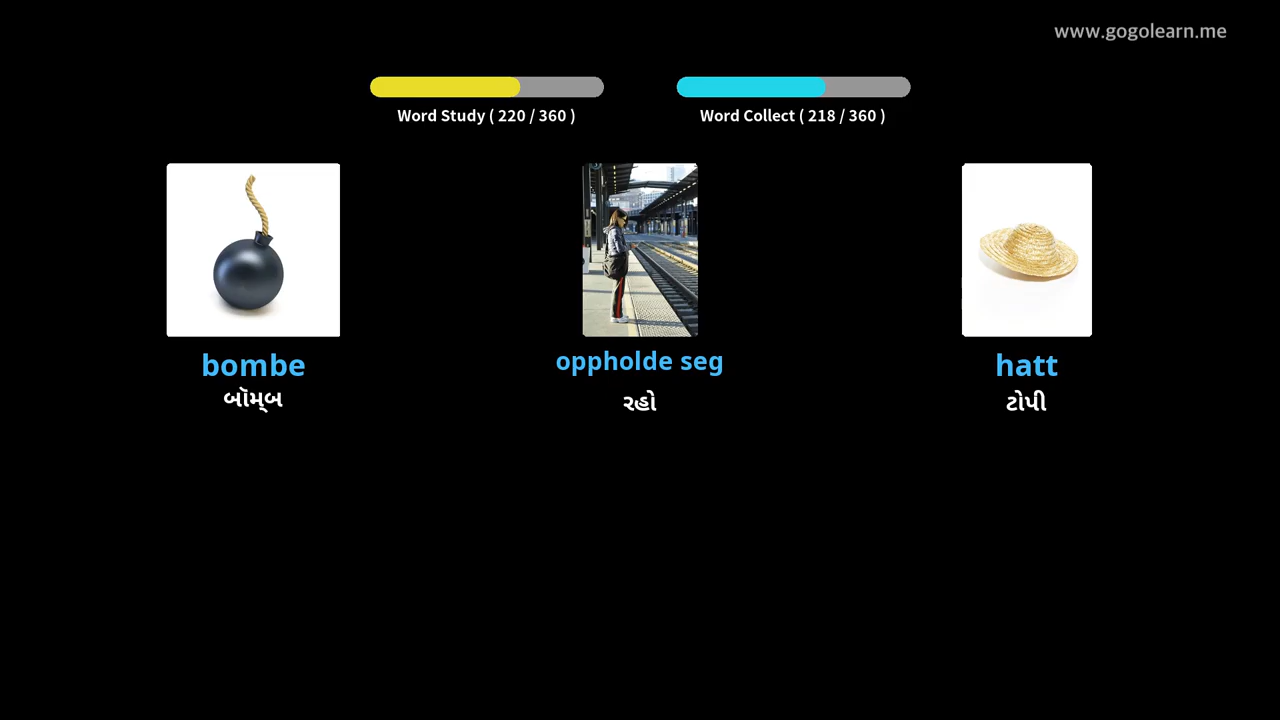 www.gogolearn.me
Word Study ( 220 / 360 )
Word Collect ( 218 / 360 )
bombe
oppholde seg
hatt
બૉમ્બ
રહો
ટોપી